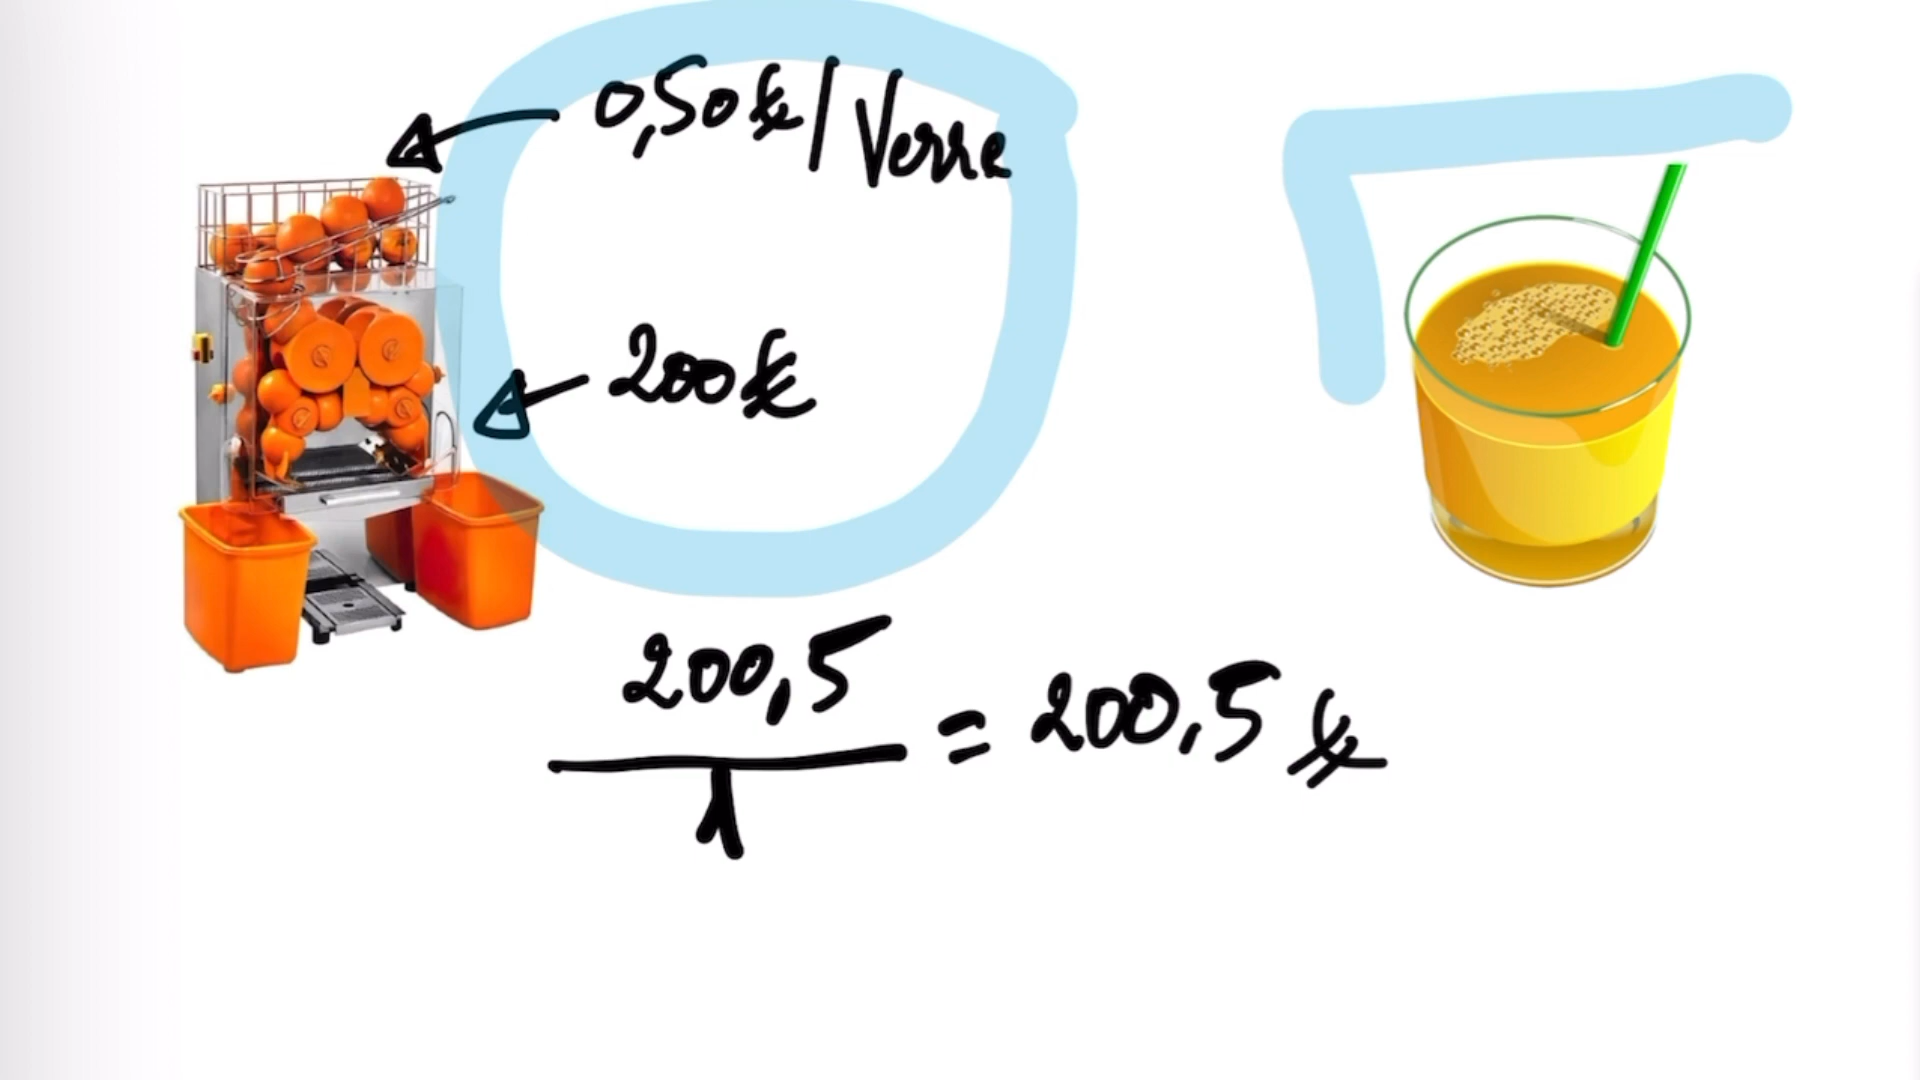 0,50 € / Verre
200 €
200,5
= 200,5 €
1